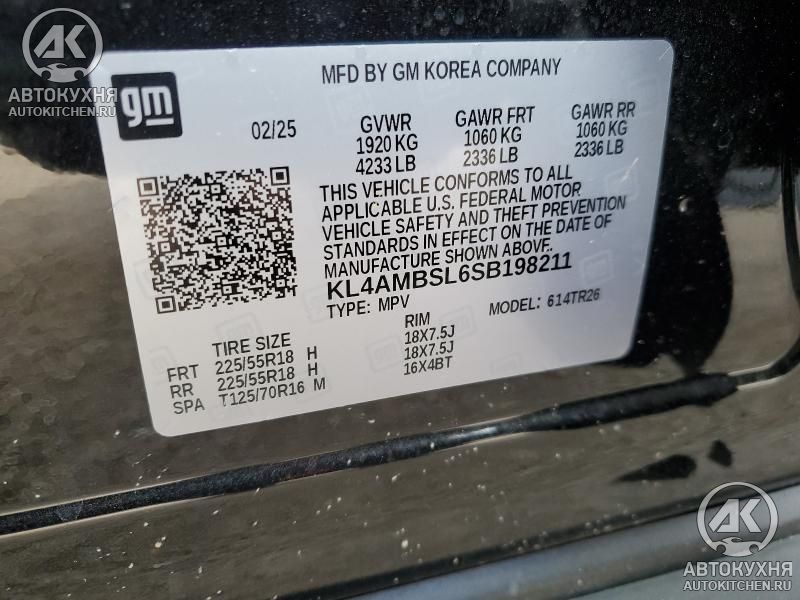 АВТОКУХНЯ
AUTOKITCHEN.RU
gm
MFD BY GM KOREA COMPANY
02/25
GVWR
1920 KG
4233 LB
GAWR FRT
1060 KG
2336 LB
GAWR RR
1060 KG
2336 LB
THIS VEHICLE CONFORMS TO ALL
APPLICABLE U.S. FEDERAL MOTOR
VEHICLE SAFETY AND THEFT PREVENTION
STANDARDS IN EFFECT ON THE DATE OF
MANUFACTURE SHOWN ABOVE.
KL4AMBSL6SB198211
TYPE: MPV
MODEL: 614TR26
TIRE SIZE
RIM
FRT 225/55R18 H 18X7.5J
RR 225/55R18 H 18X7.5J
SPA T125/70R16 M 16X4BT
АК
АВТОКУХНЯ
AUTOKITCHEN.RU